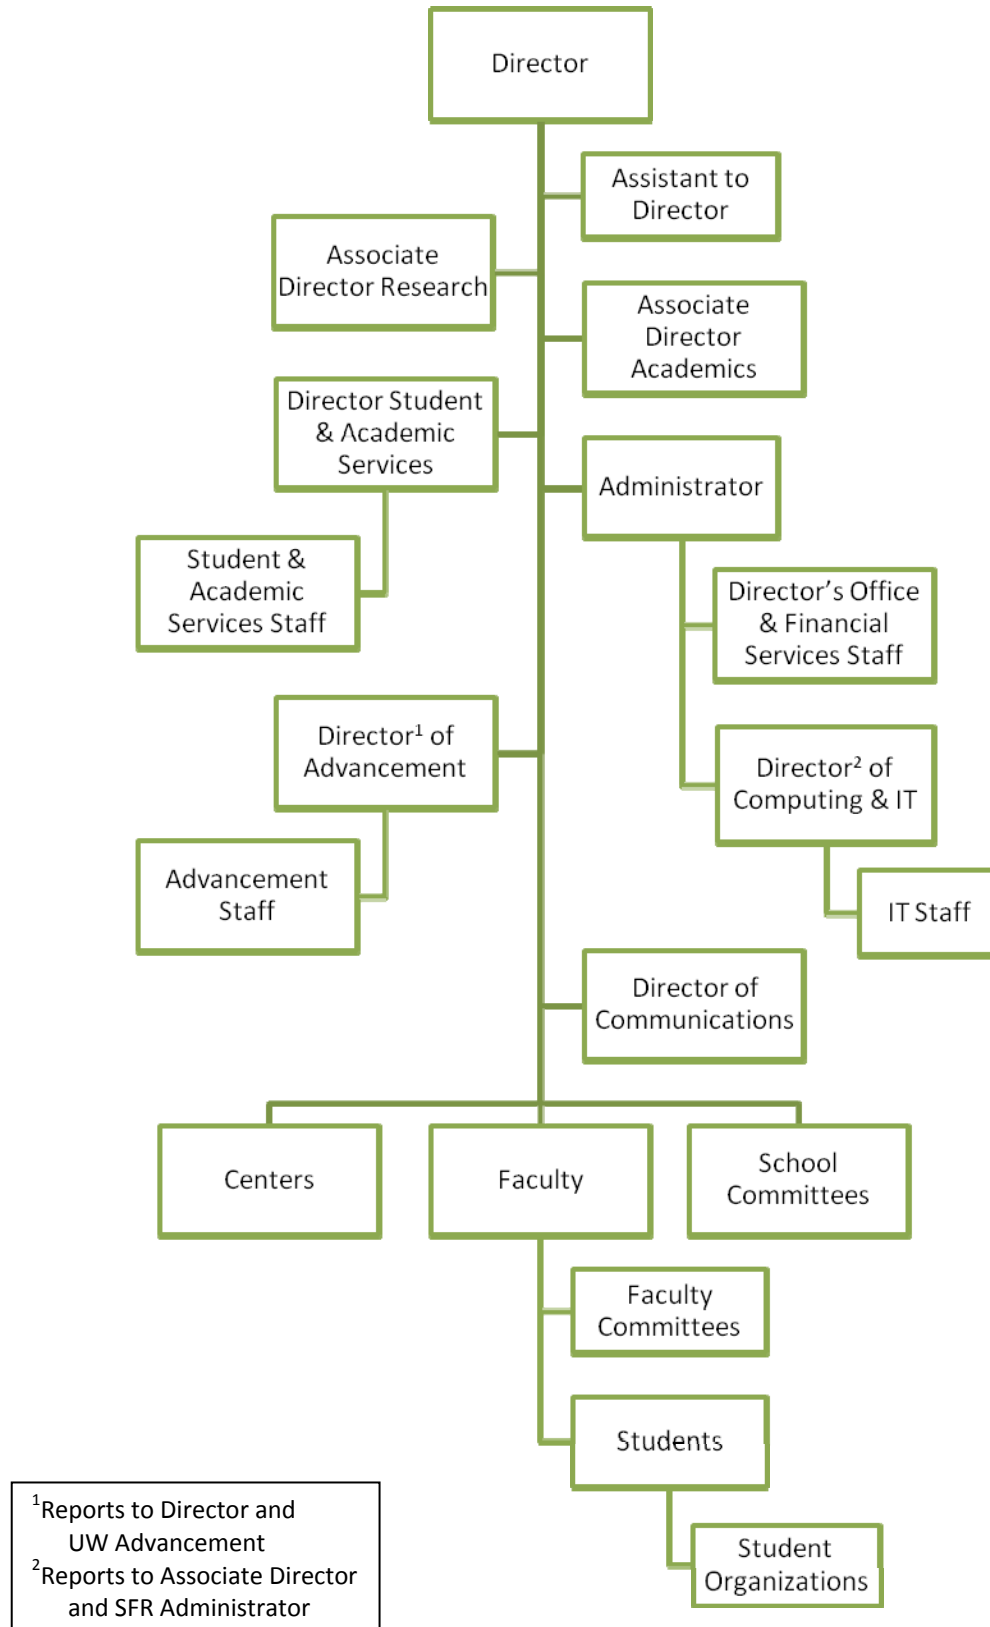 Director
Assistant to
Director
Associate
Director Research
Associate
Director
Academics
Director Student
& Academic
Services
Administrator
Student &
Academic
Services Staff
Director’s Office
& Financial
Services Staff
Director¹ of
Advancement
Director² of
Computing & IT
Advancement
Staff
IT Staff
Director of
Communications
Centers
Faculty
School
Committees
Faculty
Committees
Students
Student
Organizations
¹Reports to Director and
UW Advancement
²Reports to Associate Director
and SFR Administrator